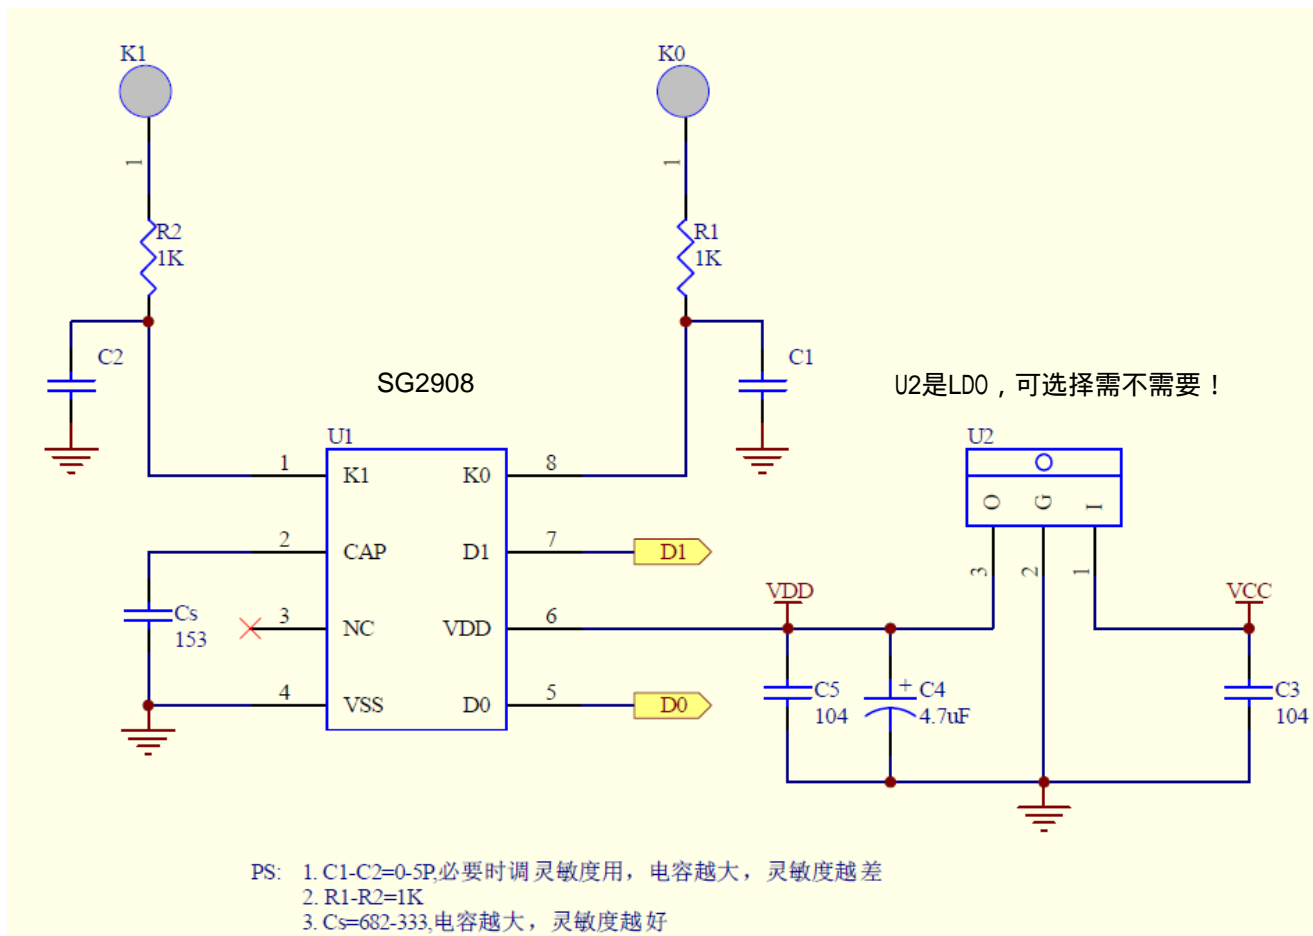 K1
K0
1
1
R2
1K
R1
1K
C2
C1
SG2908
U2是LDO，可选择需不需要！
U1
U2
1
K1
K0
8
O
G
I
2
CAP
D1
7
D1
3
2
1
VDD
VCC
Cs
153
3
NC
VDD
6
4
VSS
D0
5
D0
C5
104
+
C4
4.7uF
C3
104
PS: 1. C1-C2=0-5P,必要时调灵敏度用，电容越大，灵敏度越差
2. R1-R2=1K
3. Cs=682-333,电容越大，灵敏度越好